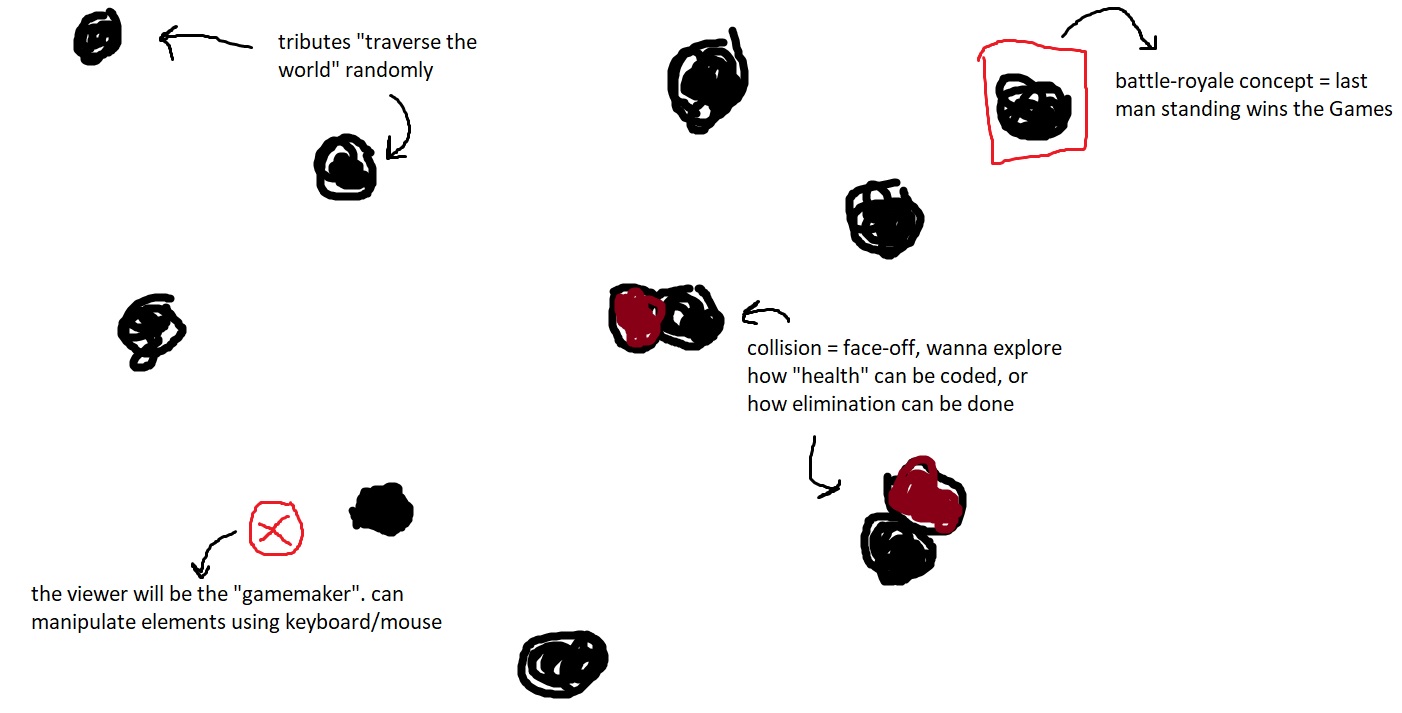 tributes "traverse the
world" randomly
battle-royale concept = last
man standing wins the Games
collision = face-off, wanna explore
how "health" can be coded, or
how elimination can be done
the viewer will be the "gamemaker". can
manipulate elements using keyboard/mouse